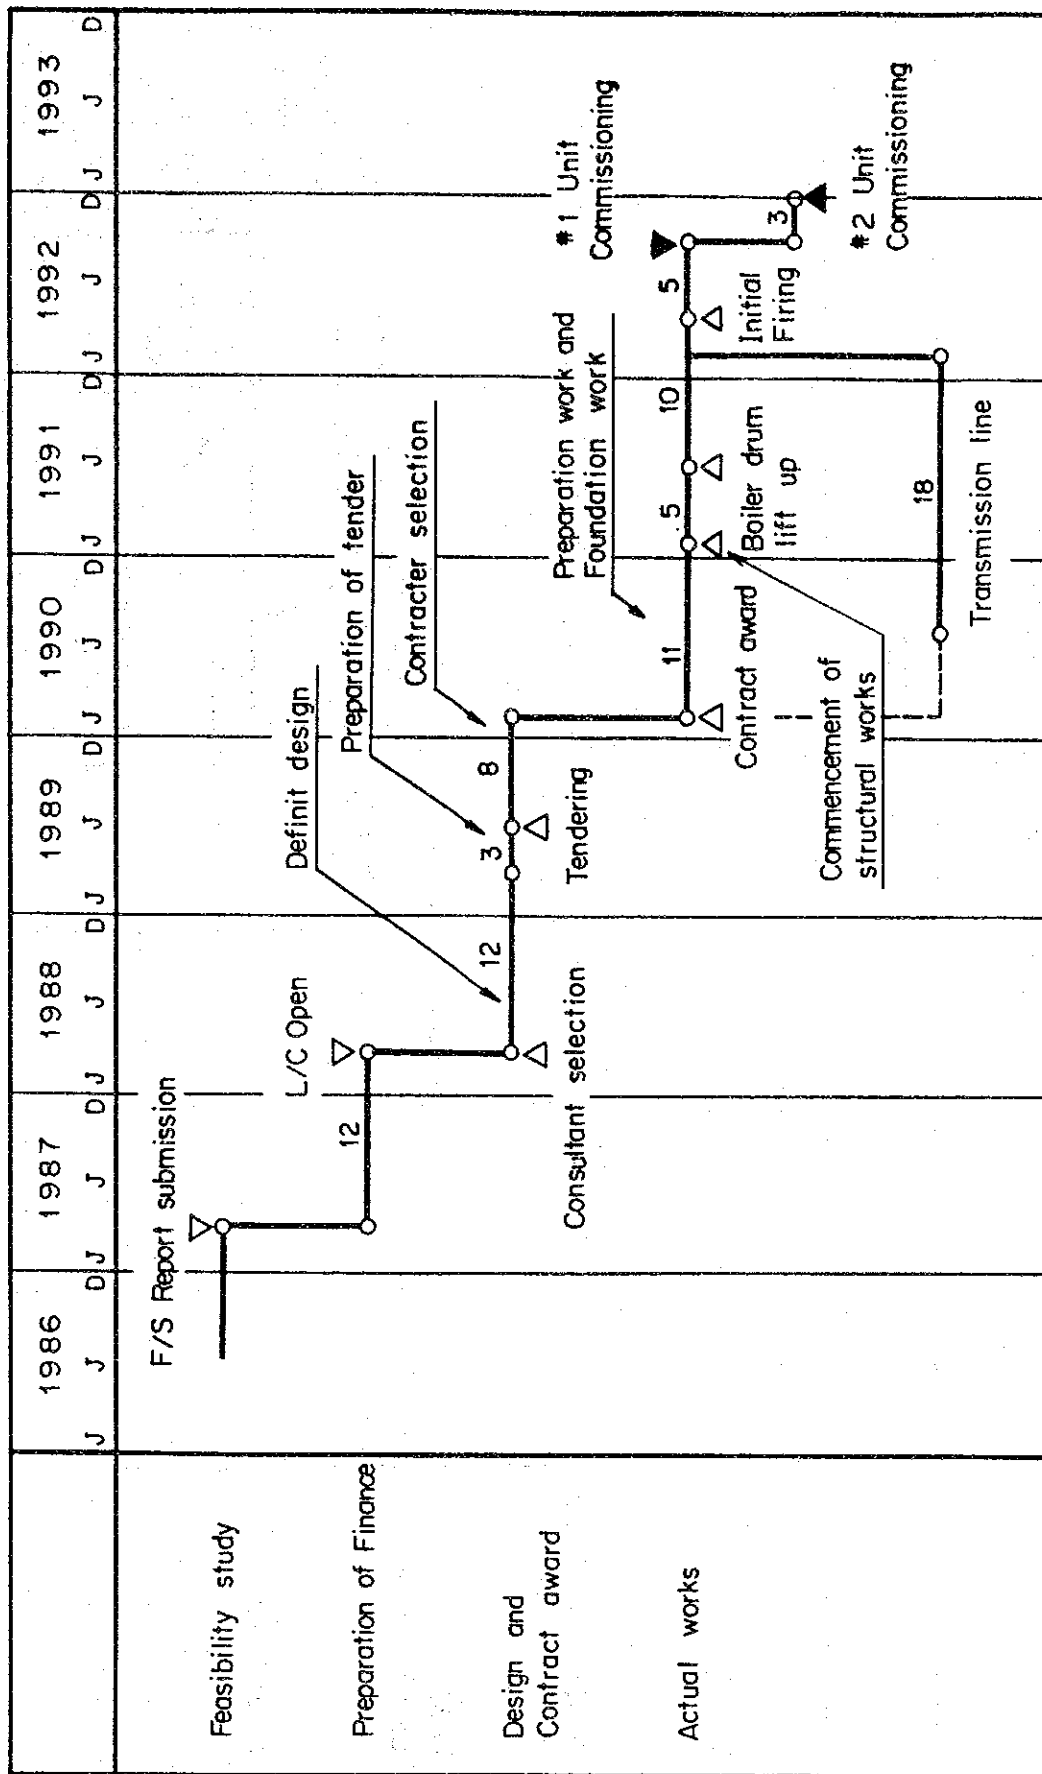 1986 1987 1988 1989 1990 1991 1992 1993
J J D J J D J J D J J D J J D J J D J J D J J D
Feasibility study
F/S Report submission
Preparation of Finance
12
L/C Open
Design and
Contract award
Consultant selection
12
Definit design
3
Preparation of tender
Tendering
8
Contracter selection
Actual works
Contract award
11
Preparation work and
Foundation work
Commencement of
structural works
5
Boiler drum
lift up
10
Initial
Firing
5
#1 Unit
Commissioning
3
#2 Unit
Commissioning
18
Transmission line